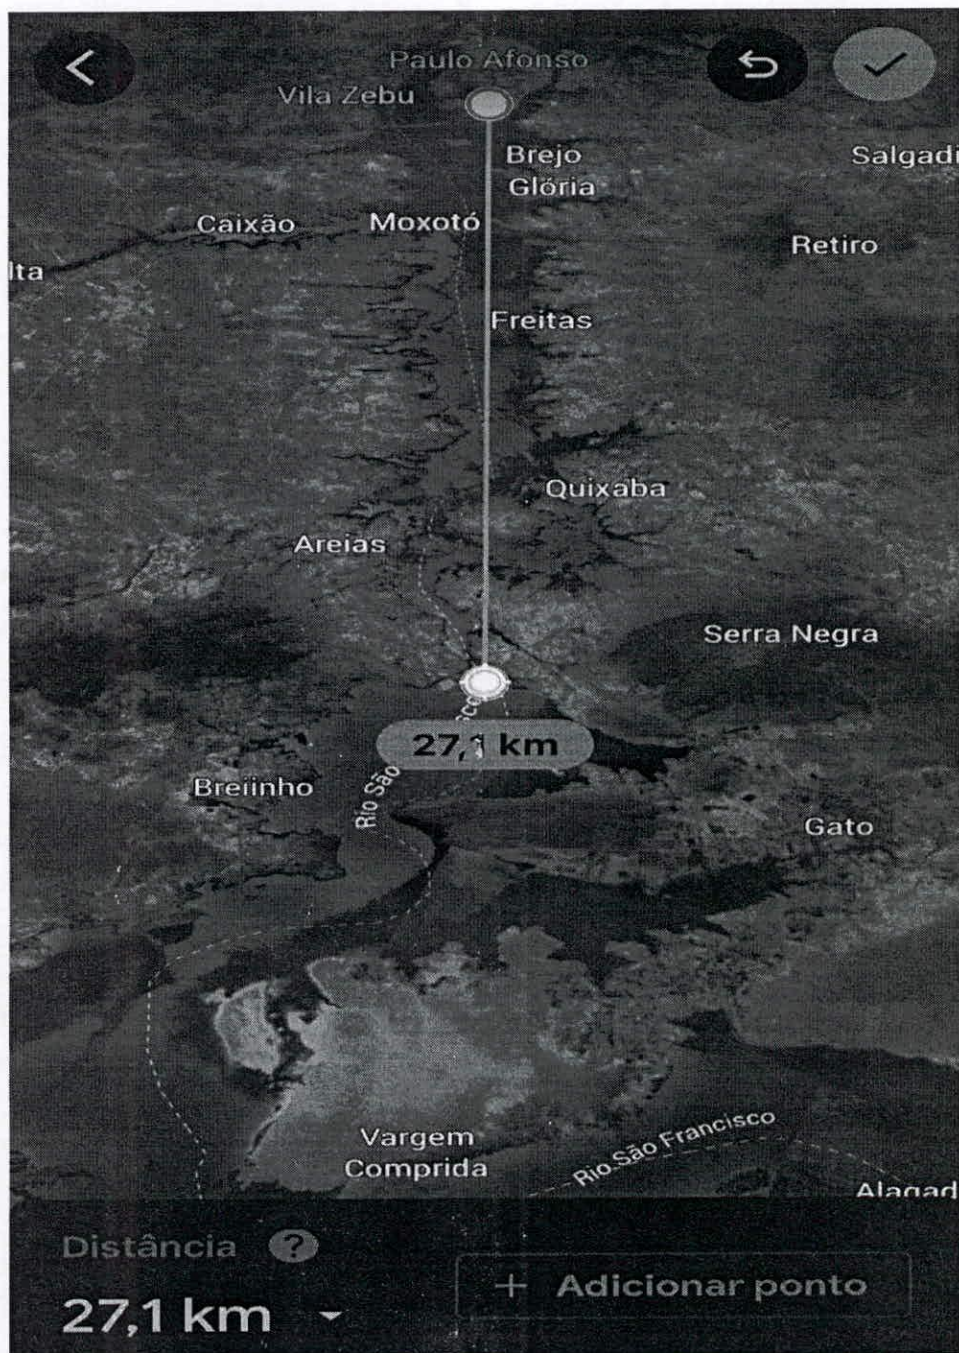 Paulo Afonso
Vila Zebu
Brejo
Glória
Salgadi
Caixão
Moxotó
Retiro
lta
Freitas
Quixaba
Areias
Serra Negra
27,1 km
Breiinho
Rio São
sco
Gato
Vargem
Comprida
Rio São Francisco
Alagad
Distância ?
27,1 km
+ Adicionar ponto